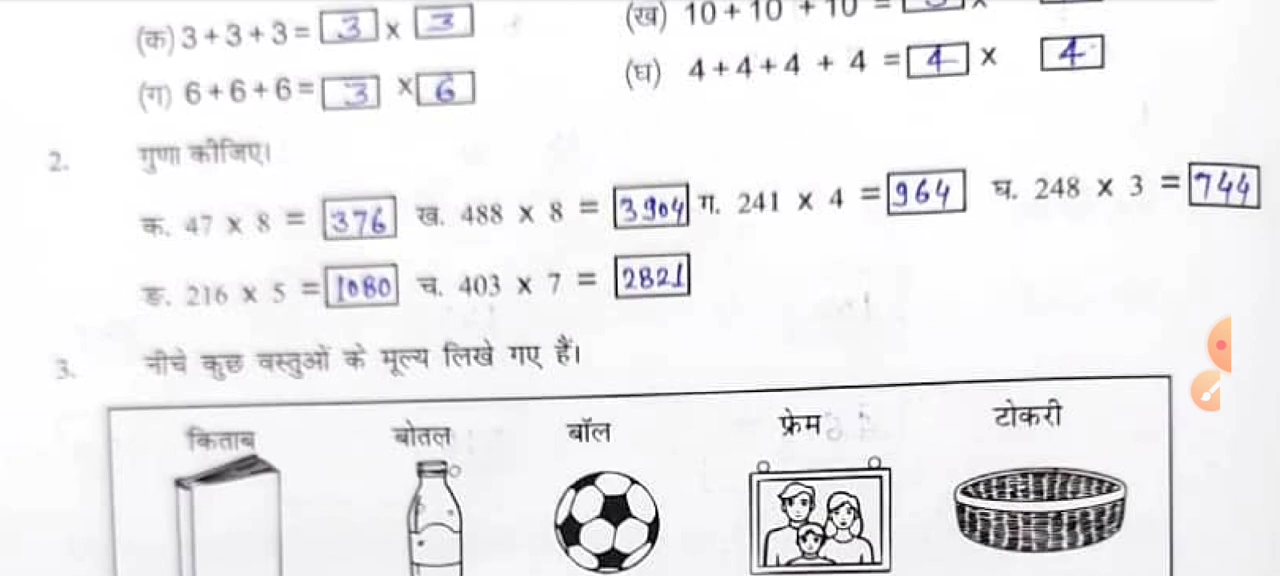 (क) 3 + 3 + 3 = 3 × 3 (ख) 10 + 10 + 10 = ×
(ग) 6 + 6 + 6 = 3 × 6 (घ) 4 + 4 + 4 + 4 = 4 × 4
2. गुणा कीजिए।
क. 47 × 8 = 376 ख. 488 × 8 = 3904 ग. 241 × 4 = 964 घ. 248 × 3 = 744
ङ. 216 × 5 = 1080 च. 403 × 7 = 2821
3. नीचे कुछ वस्तुओं के मूल्य लिखे गए हैं।
किताब बोतल बॉल फ्रेम टोकरी